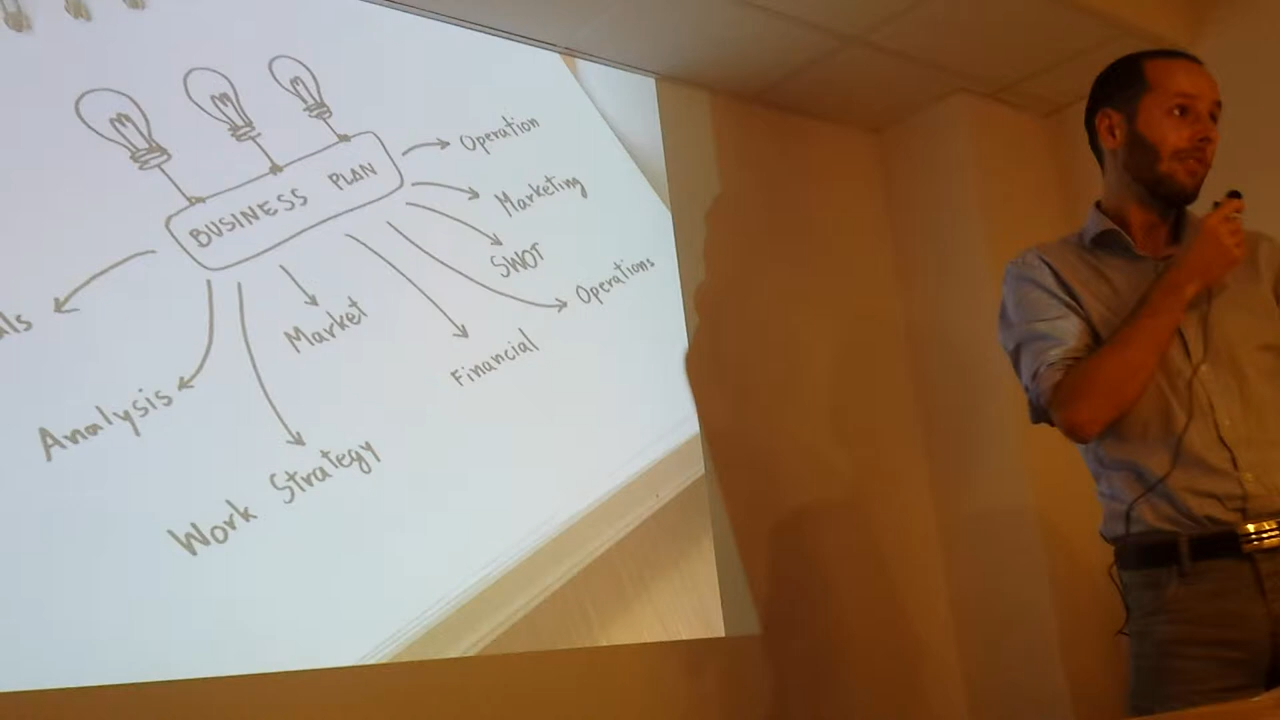 BUSINESS PLAN
Operation
Marketing
SWOT
Operations
Financial
Market
Work Strategy
Analysis